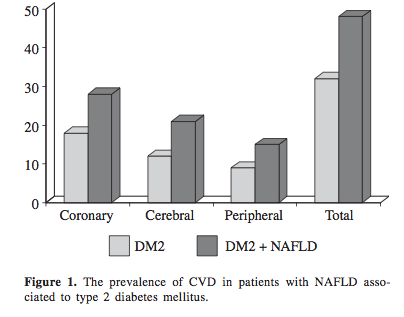 50
40
30
20
10
0
Coronary Cerebral Peripheral Total
DM2 DM2 + NAFLD
Figure 1. The prevalence of CVD in patients with NAFLD asso-
ciated to type 2 diabetes mellitus.